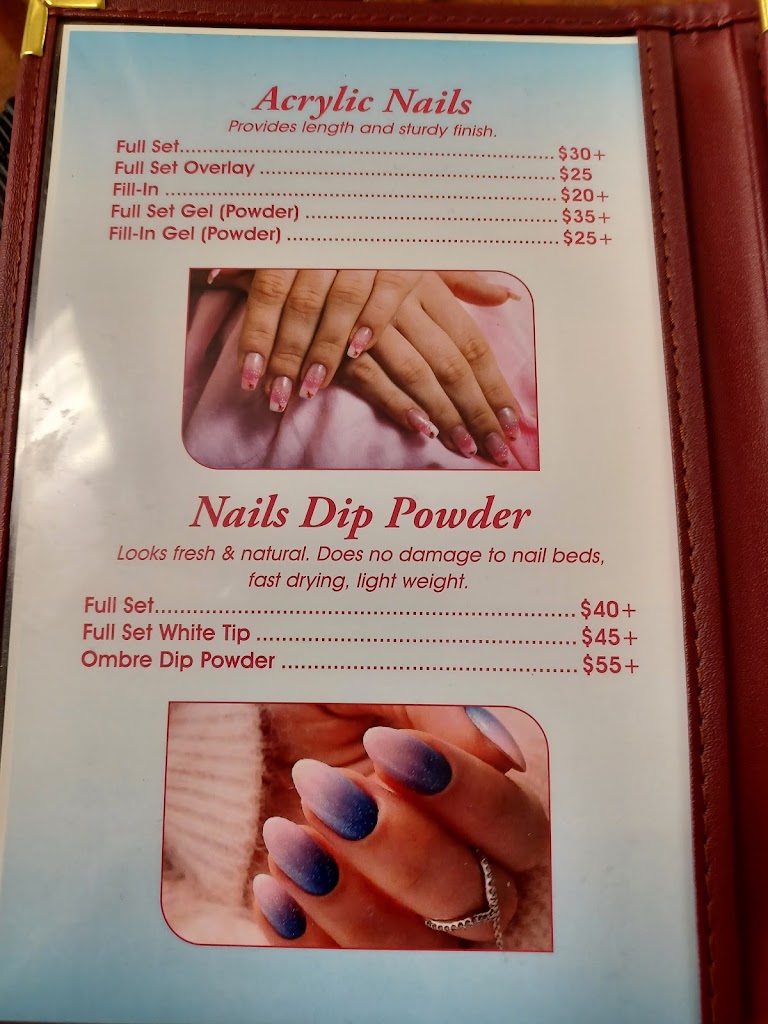 Acrylic Nails
Provides length and sturdy finish.
Full Set.......................................................... $30+
Full Set Overlay .............................................. $25
Fill-In ............................................................. $20+
Full Set Gel (Powder) ....................................... $35+
Fill-In Gel (Powder) .......................................... $25+
Nails Dip Powder
Looks fresh & natural. Does no damage to nail beds,
fast drying, light weight.
Full Set.................................................................. $40+
Full Set White Tip .................................................. $45+
Ombre Dip Powder .............................................. $55+